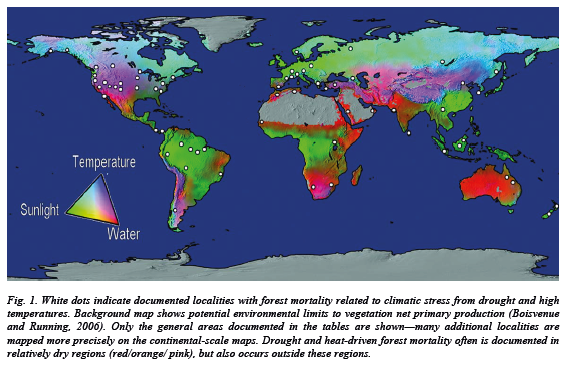 Temperature
Sunlight
Water
Fig. 1. White dots indicate documented localities with forest mortality related to climatic stress from drought and high
temperatures. Background map shows potential environmental limits to vegetation net primary production (Boisvenue
and Running, 2006). Only the general areas documented in the tables are shown—many additional localities are
mapped more precisely on the continental-scale maps. Drought and heat-driven forest mortality often is documented in
relatively dry regions (red/orange/ pink), but also occurs outside these regions.